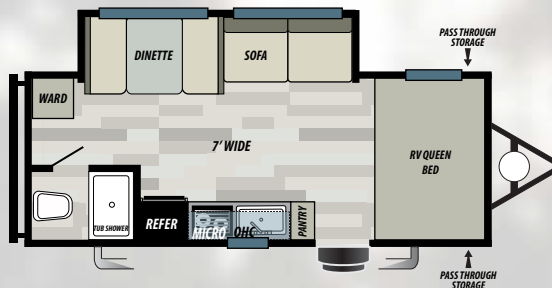 PASS THROUGH
STORAGE
DINETTE
SOFA
WARD
7' WIDE
RV QUEEN
BED
TUB SHOWER
REFER
MICRO
OHC
PANTRY
PASS THROUGH
STORAGE